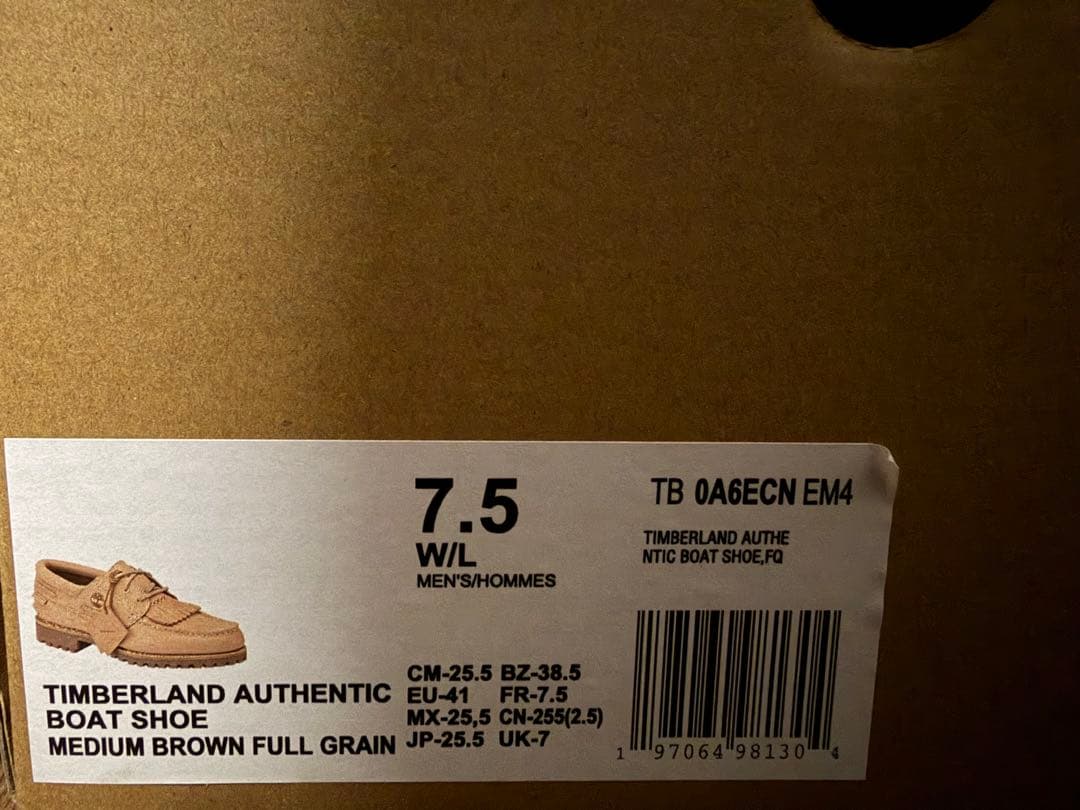 7.5
W/L
MEN'S/HOMMES
TB 0A6ECN EM4
TIMBERLAND AUTHE
NTIC BOAT SHOE,FQ
TIMBERLAND AUTHENTIC
BOAT SHOE
MEDIUM BROWN FULL GRAIN
CM-25.5 BZ-38.5
EU-41 FR-7.5
MX-25,5 CN-255(2.5)
JP-25.5 UK-7
1 97064 98130 4